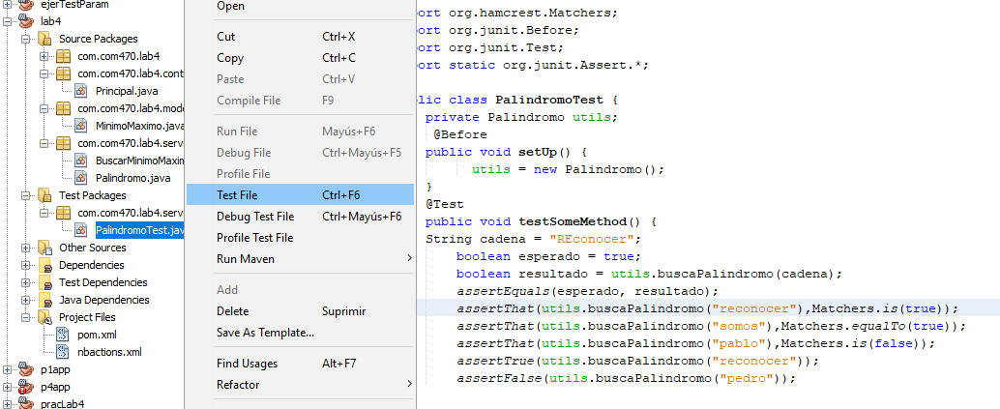 ejerTestParam
lab4
Source Packages
com.com470.lab4
com.com470.lab4.cont
Principal.java
com.com470.lab4.mode
MinimoMaximo.java
com.com470.lab4.serv
BuscarMinimoMaxim
Palindromo.java
Test Packages
com.com470.lab4.serv
PalindromoTest.jav
Other Sources
Dependencies
Test Dependencies
Java Dependencies
Project Files
pom.xml
nbactions.xml
p1app
p4app
pracLab4
Open
Cut Ctrl+X
Copy Ctrl+C
Paste Ctrl+V
Compile File F9
Run File Mayús+F6
Debug File Ctrl+Mayús+F5
Profile File
Test File Ctrl+F6
Debug Test File Ctrl+Mayús+F6
Profile Test File
Run Maven
Add
Delete Suprimir
Save As Template...
Find Usages Alt+F7
Refactor
port org.hamcrest.Matchers;
port org.junit.Before;
port org.junit.Test;
port static org.junit.Assert.*;
lic class PalindromoTest {
private Palindromo utils;
@Before
public void setUp() {
utils = new Palindromo();
}
@Test
public void testSomeMethod() {
String cadena = "REconocer";
boolean esperado = true;
boolean resultado = utils.buscaPalindromo(cadena);
assertEquals(esperado, resultado);
assertThat(utils.buscaPalindromo("reconocer"),Matchers.is(true));
assertThat(utils.buscaPalindromo("somos"),Matchers.equalTo(true));
assertThat(utils.buscaPalindromo("pablo"),Matchers.is(false));
assertTrue(utils.buscaPalindromo("reconocer"));
assertFalse(utils.buscaPalindromo("pedro"));